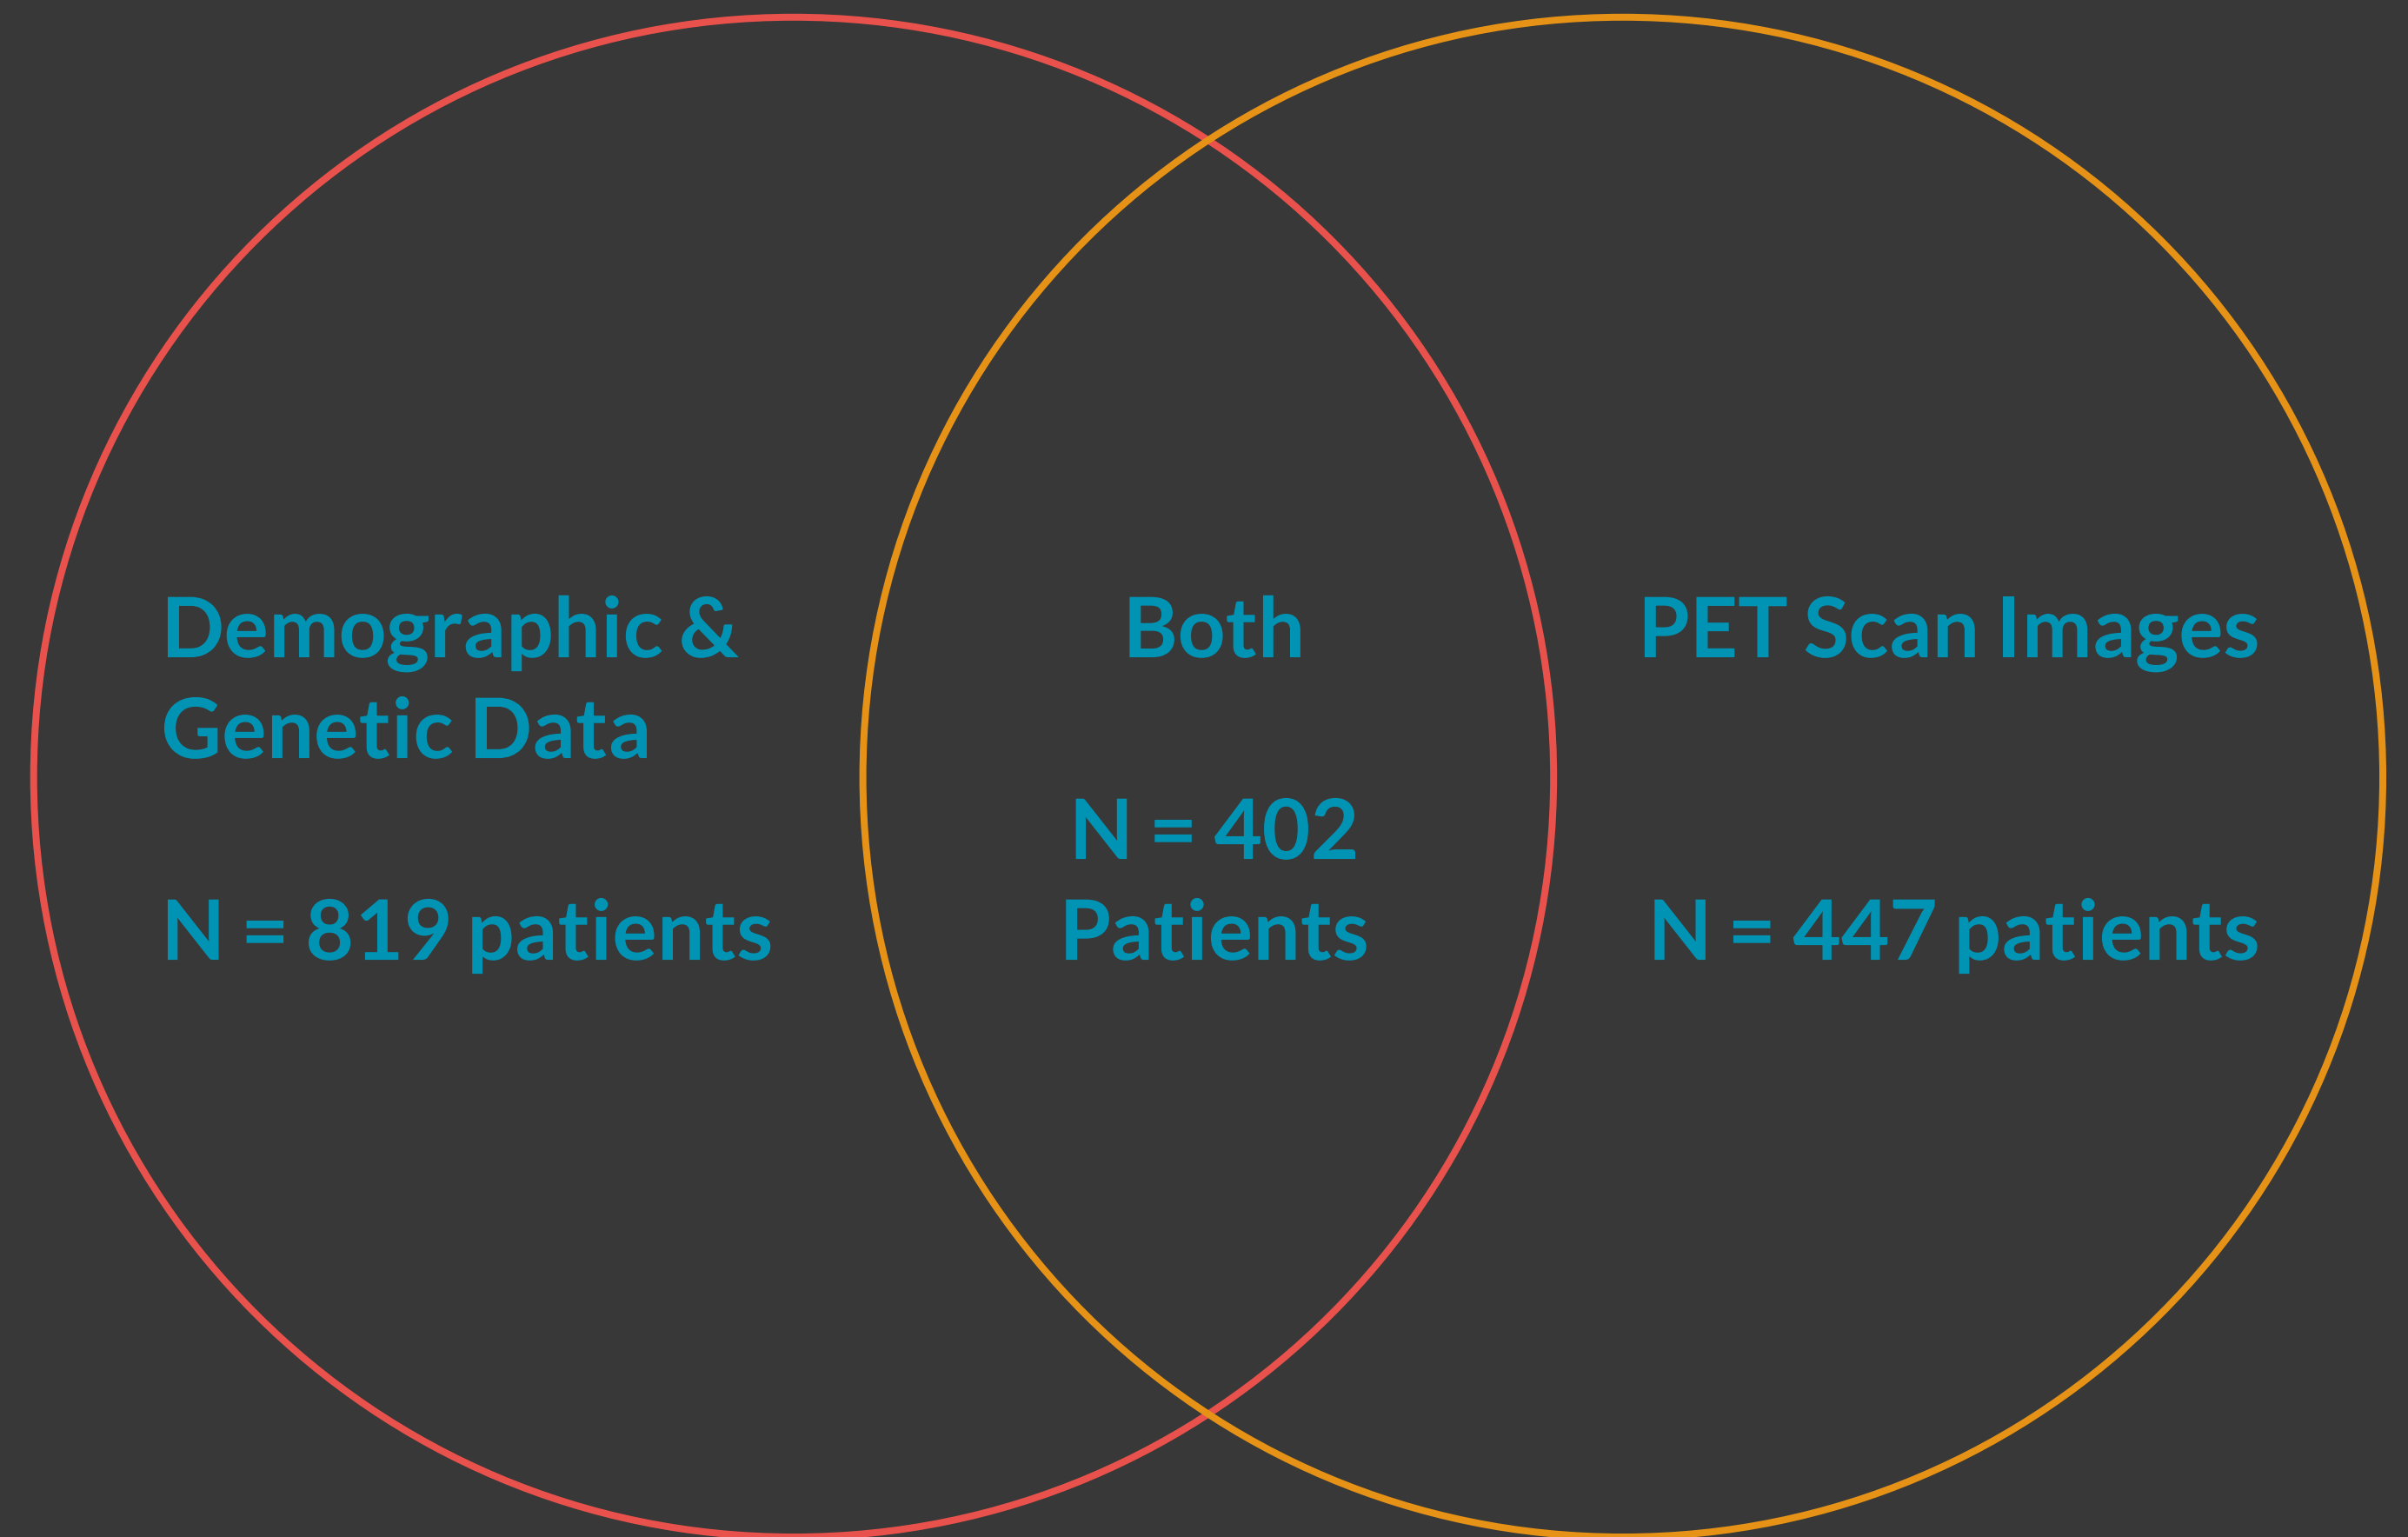 Demographic &
Genetic Data
N = 819 patients
Both
N = 402
Patients
PET Scan Images
N = 447 patients